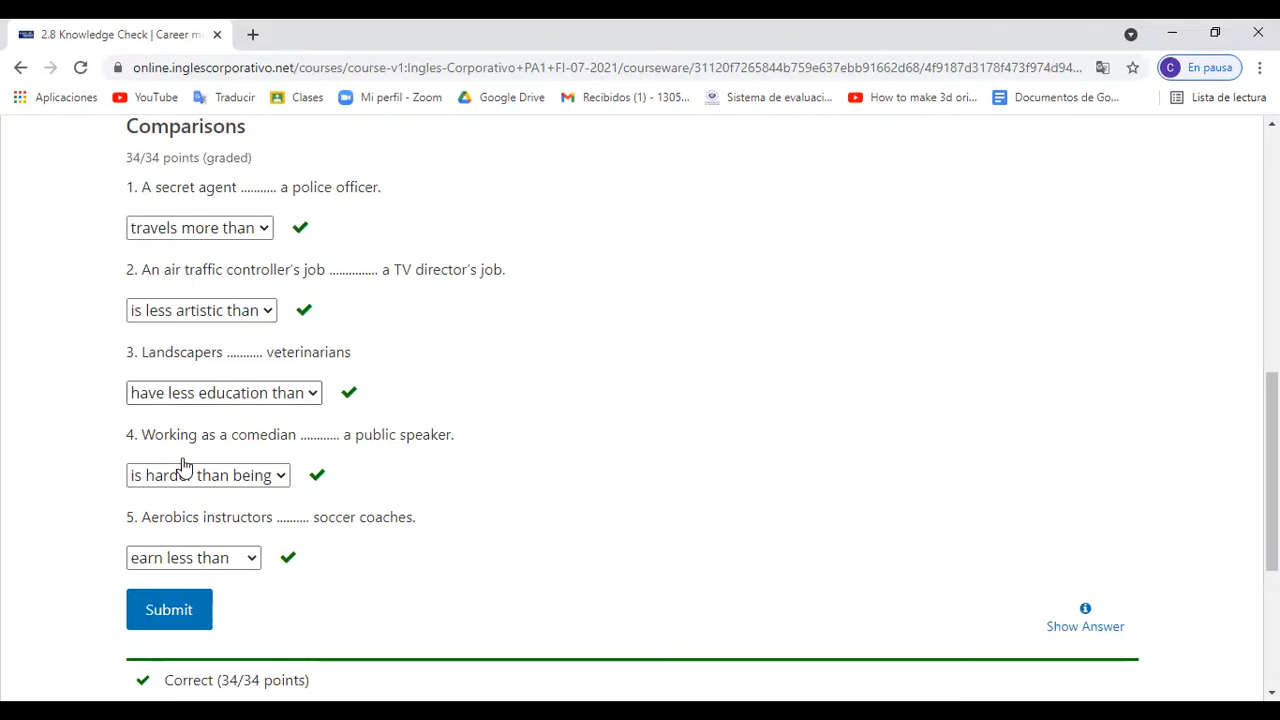 2.8 Knowledge Check | Career m
online.inglescorporativo.net/courses/course-v1:Ingles-Corporativo+PA1+FI-07-2021/courseware/31120f7265844b759e637ebb91662d68/4f9187d3178f473f974d94...
C En pausa
Aplicaciones YouTube Traducir Clases Mi perfil - Zoom Google Drive Recibidos (1) - 1305... Sistema de evaluaci... How to make 3d ori... Documentos de Go... Lista de lectura
Comparisons
34/34 points (graded)
1. A secret agent ........... a police officer.
travels more than
2. An air traffic controller's job ............... a TV director's job.
is less artistic than
3. Landscapers ........... veterinarians
have less education than
4. Working as a comedian ............ a public speaker.
is harder than being
5. Aerobics instructors .......... soccer coaches.
earn less than
Submit
Show Answer
Correct (34/34 points)